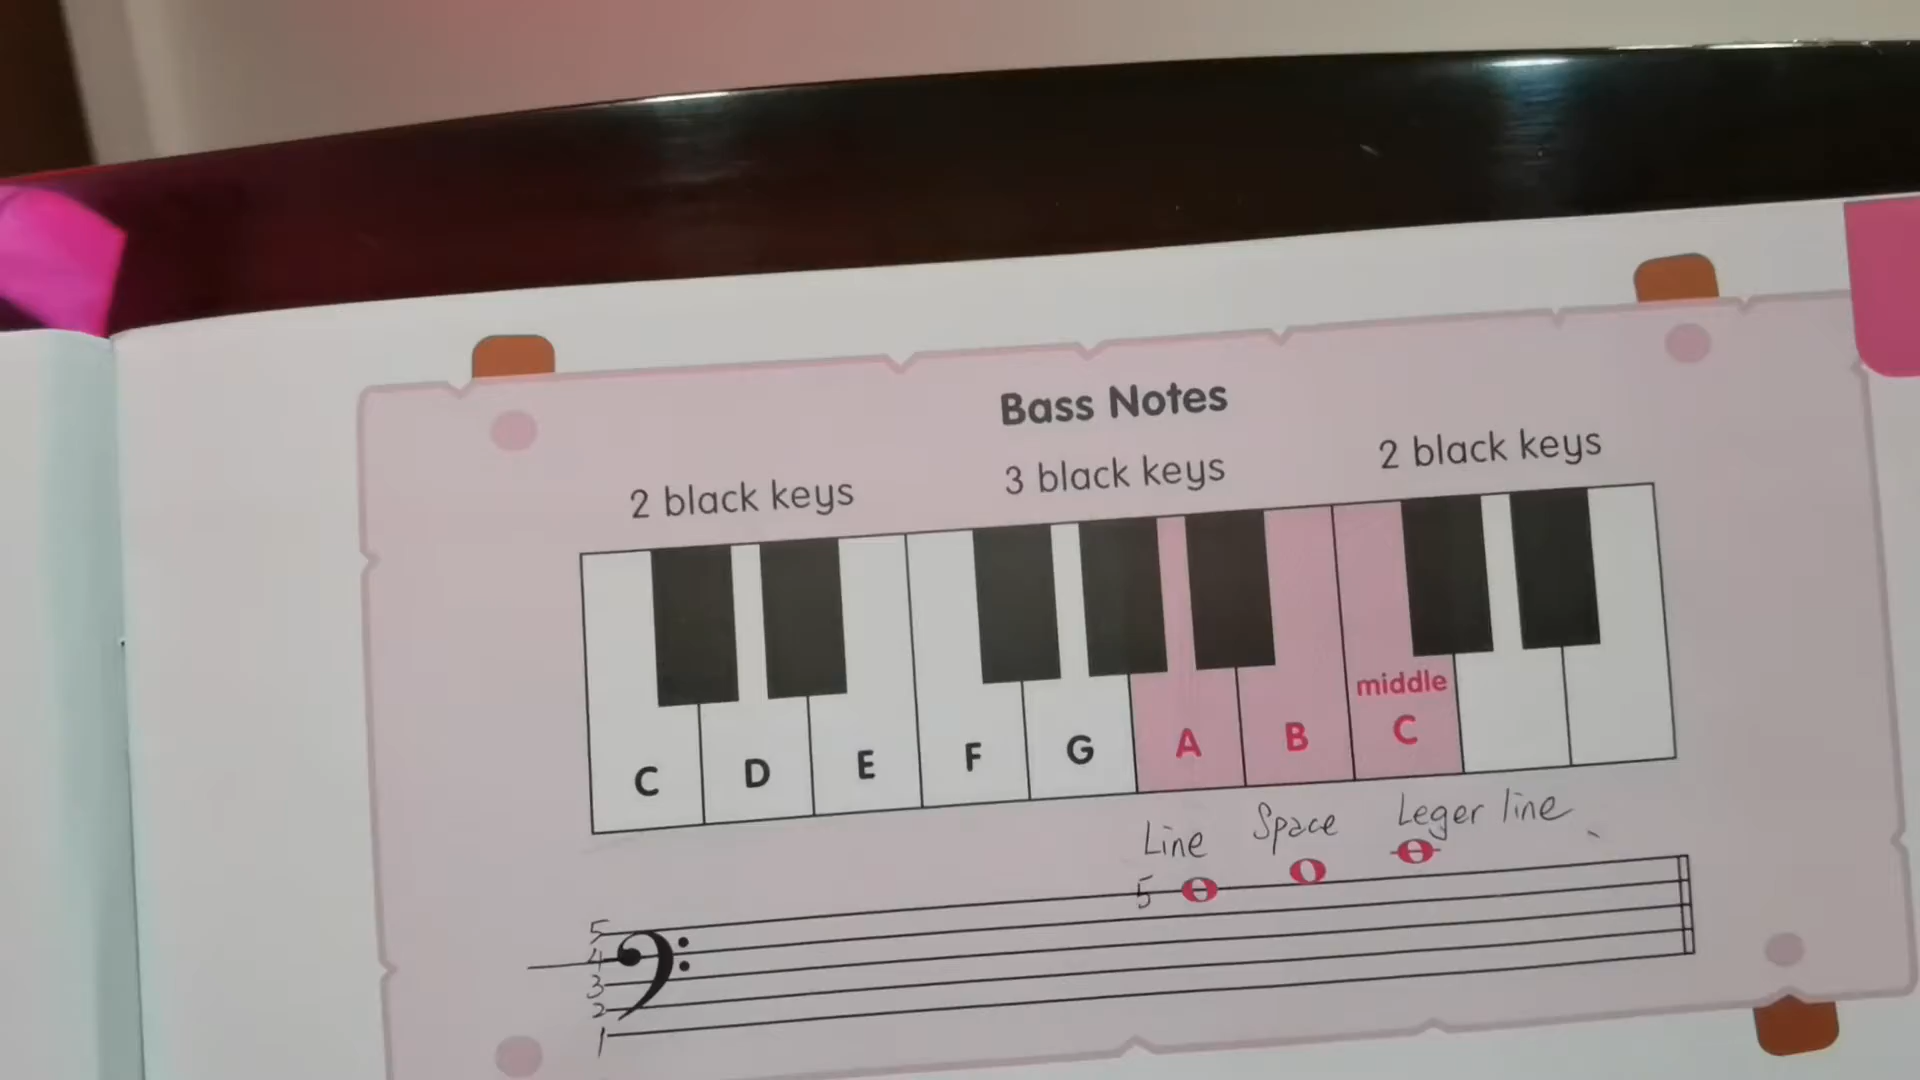 Bass Notes
2 black keys 3 black keys 2 black keys
middle
C D E F G A B C
Line Space Leger line
5
5
4
3
2
1